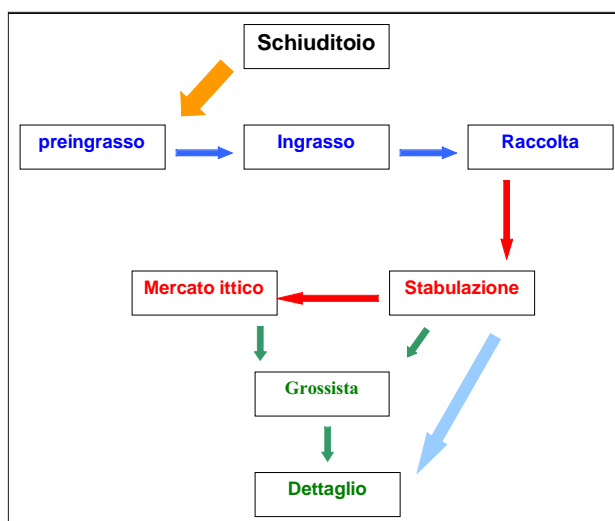 Schiuditoio
preingrasso
Ingrasso
Raccolta
Mercato ittico
Stabulazione
Grossista
Dettaglio